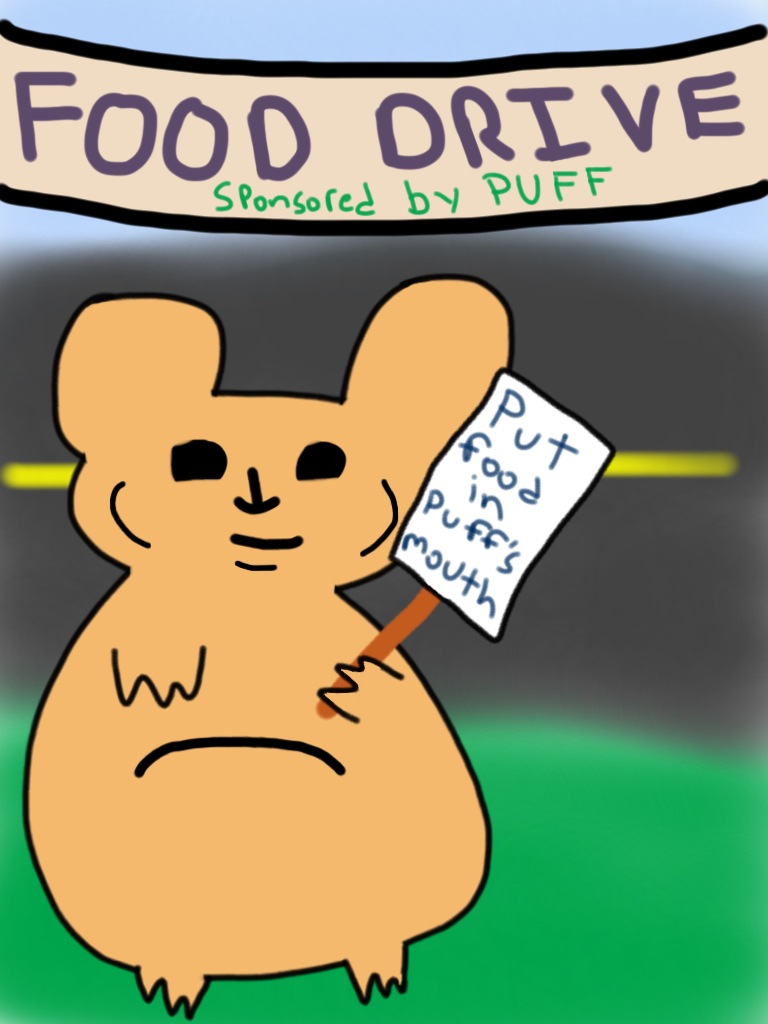 FOOD DRIVE
Sponsored by PUFF
Put
food
in
Puff's
mouth